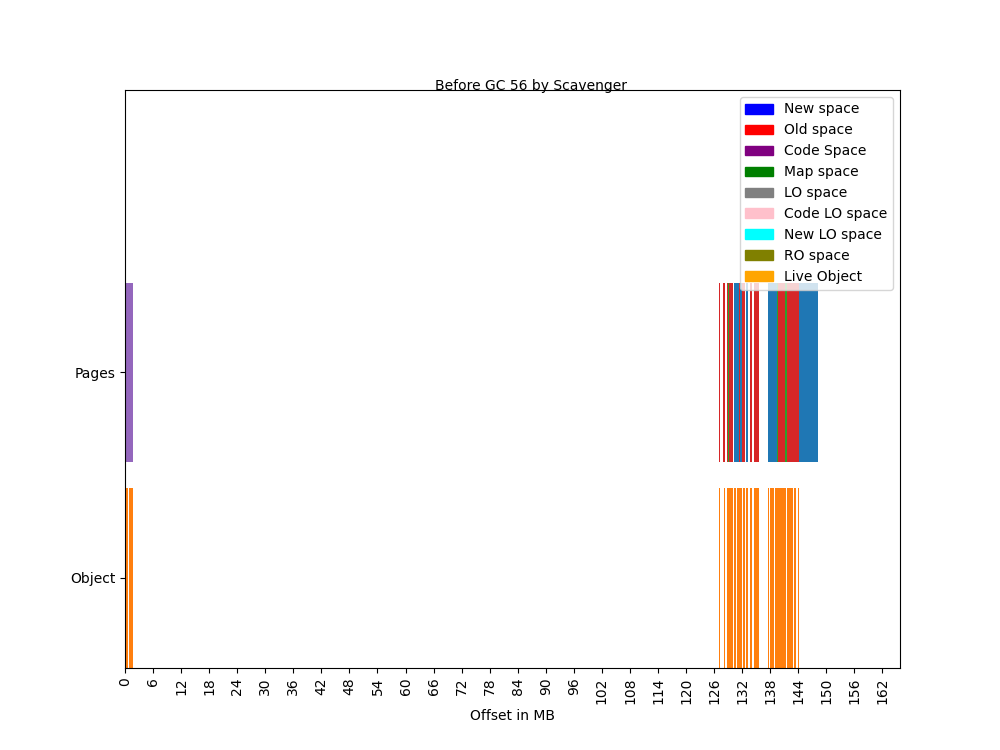 Before GC 56 by Scavenger
New space
Old space
Code Space
Map space
LO space
Code LO space
New LO space
RO space
Live Object
Pages
Object
0 6 12 18 24 30 36 42 48 54 60 66 72 78 84 90 96 102 108 114 120 126 132 138 144 150 156 162
Offset in MB